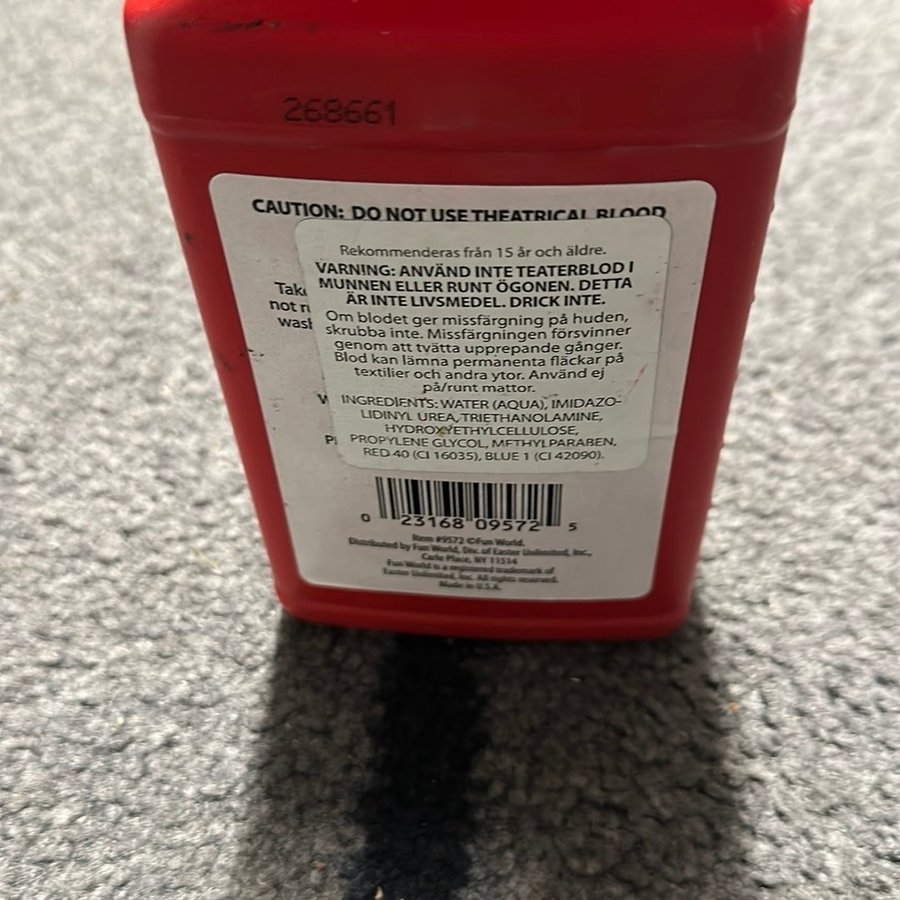 268661
CAUTION: DO NOT USE THEATRICAL BLOOD
Rekommenderas från 15 år och äldre.
VARNING: ANVÄND INTE TEATERBLOD I
MUNNEN ELLER RUNT ÖGONEN. DETTA
ÄR INTE LIVSMEDEL. DRICK INTE.
Take
not
wash
Om blodet ger missfärgning på huden,
skrubba inte. Missfärgningen försvinner
genom att tvätta upprepande gånger.
Blod kan lämna permanenta fläckar på
textilier och andra ytor. Använd ej
på/runt mattor.
INGREDIENTS: WATER (AQUA), IMIDAZO-
LIDINYL UREA, TRIETHANOLAMINE,
HYDROXYETHYLCELLULOSE,
PROPYLENE GLYCOL, METHYLPARABEN,
RED 40 (CI 16035), BLUE 1 (CI 42090).
0 23168 09572 5
Item #9572 ©Fun World.
Distributed by Fun World, Div. of Easter Unlimited, Inc.,
Carle Place, NY 11514
Fun World is a registered trademark of
Easter Unlimited, Inc. All rights reserved.
Made in U.S.A.